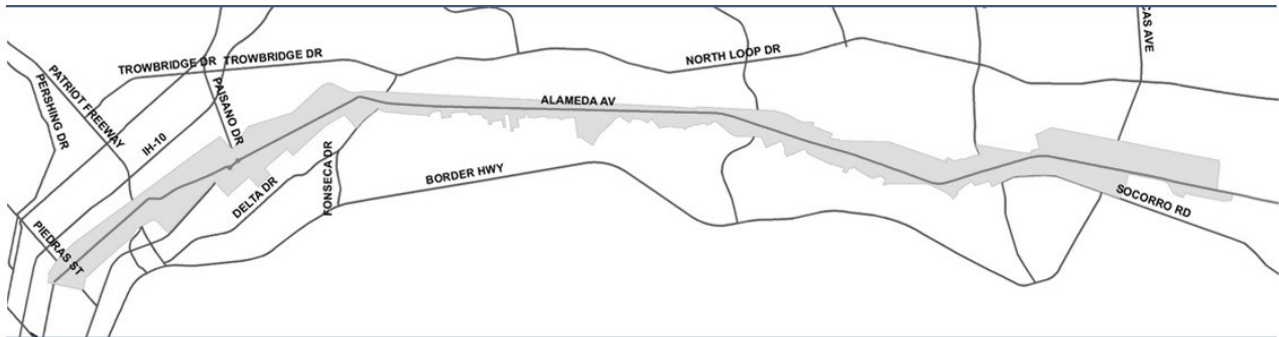 CAS AVE
NORTH LOOP DR
TROWBRIDGE DR
TROWBRIDGE DR
PATRIOT FREEWAY
PERSHING DR
PAISANO DR
ALAMEDA AV
IH-10
BORDER HWY
FONSECA DR
DELTA DR
SOCORRO RD
PIEDRAS ST